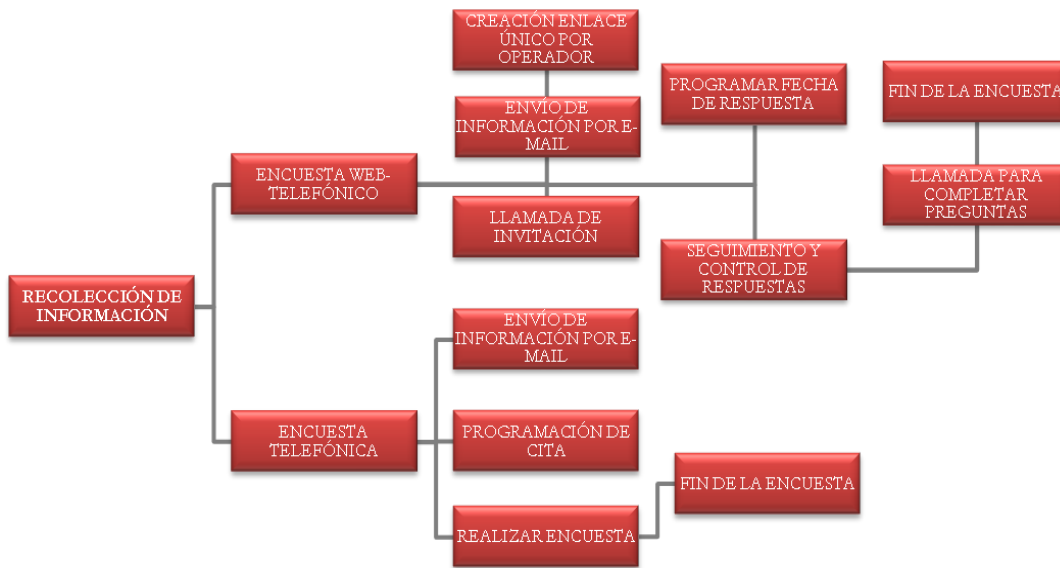 RECOLECCIÓN DE
INFORMACIÓN
ENCUESTA WEB-
TELEFÓNICO
CREACIÓN ENLACE
ÚNICO POR
OPERADOR
ENVÍO DE
INFORMACIÓN POR E-
MAIL
LLAMADA DE
INVITACIÓN
PROGRAMAR FECHA
DE RESPUESTA
SEGUIMIENTO Y
CONTROL DE
RESPUESTAS
LLAMADA PARA
COMPLETAR
PREGUNTAS
FIN DE LA ENCUESTA
ENCUESTA
TELEFÓNICA
ENVÍO DE
INFORMACIÓN POR E-
MAIL
PROGRAMACIÓN DE
CITA
REALIZAR ENCUESTA
FIN DE LA ENCUESTA